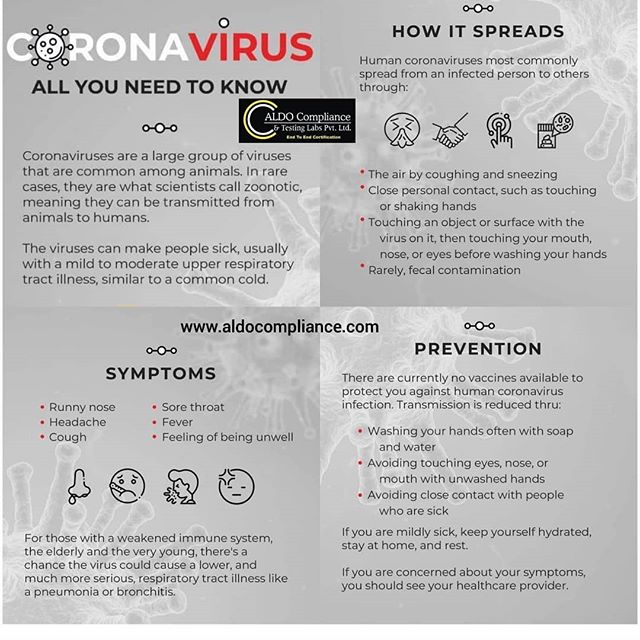 CORONAVIRUS
ALL YOU NEED TO KNOW
ALDO Compliance
& Testing Labs Pvt. Ltd.
End To End Certification
Coronaviruses are a large group of viruses
that are common among animals. In rare
cases, they are what scientists call zoonotic,
meaning they can be transmitted from
animals to humans.
The viruses can make people sick, usually
with a mild to moderate upper respiratory
tract illness, similar to a common cold.
HOW IT SPREADS
Human coronaviruses most commonly
spread from an infected person to others
through:
• The air by coughing and sneezing
• Close personal contact, such as touching
or shaking hands
• Touching an object or surface with the
virus on it, then touching your mouth,
nose, or eyes before washing your hands
• Rarely, fecal contamination
www.aldocompliance.com
SYMPTOMS
• Runny nose
• Headache
• Cough
• Sore throat
• Fever
• Feeling of being unwell
For those with a weakened immune system,
the elderly and the very young, there's a
chance the virus could cause a lower, and
much more serious, respiratory tract illness like
a pneumonia or bronchitis.
PREVENTION
There are currently no vaccines available to
protect you against human coronavirus
infection. Transmission is reduced thru:
• Washing your hands often with soap
and water
• Avoiding touching eyes, nose, or
mouth with unwashed hands
• Avoiding close contact with people
who are sick
If you are mildly sick, keep yourself hydrated,
stay at home, and rest.
If you are concerned about your symptoms,
you should see your healthcare provider.